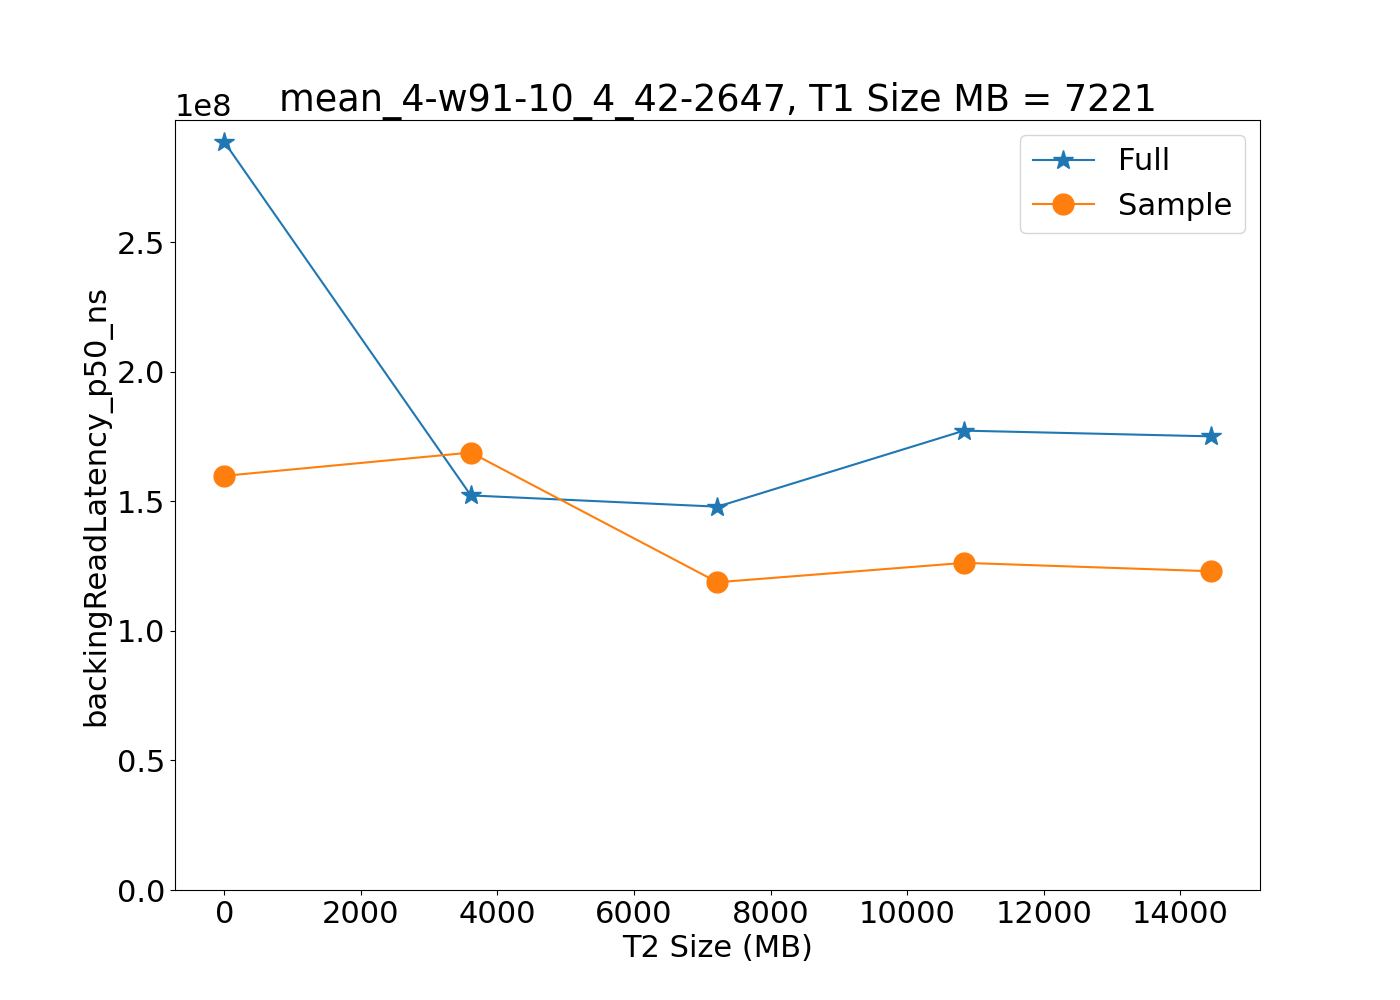 1e8
mean_4-w91-10_4_42-2647, T1 Size MB = 7221
Full
Sample
backingReadLatency_p50_ns
2.5
2.0
1.5
1.0
0.5
0.0
0 2000 4000 6000 8000 10000 12000 14000
T2 Size (MB)